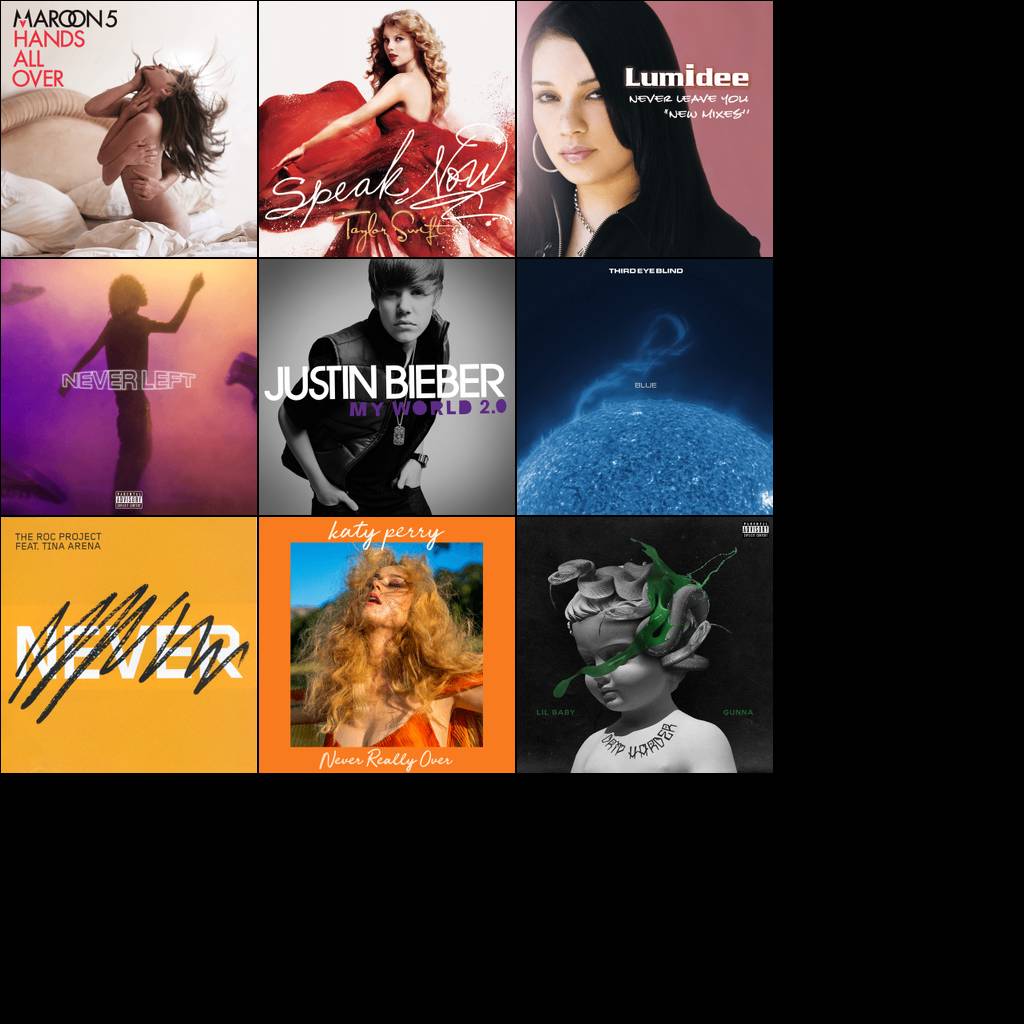 MAROON 5
HANDS
ALL
OVER
Speak Now
Taylor Swift
Lumidee
NEVER LEAVE YOU
"NEW MIXES"
NEVER LEFT
PARENTAL
ADVISORY
EXPLICIT CONTENT
JUSTIN BIEBER
MY WORLD 2.0
THIRD EYE BLIND
BLUE
THE ROC PROJECT
FEAT. TINA ARENA
NEVER
katy perry
Never Really Over
PARENTAL
ADVISORY
EXPLICIT CONTENT
LIL BABY
GUNNA
DRIP HARDER